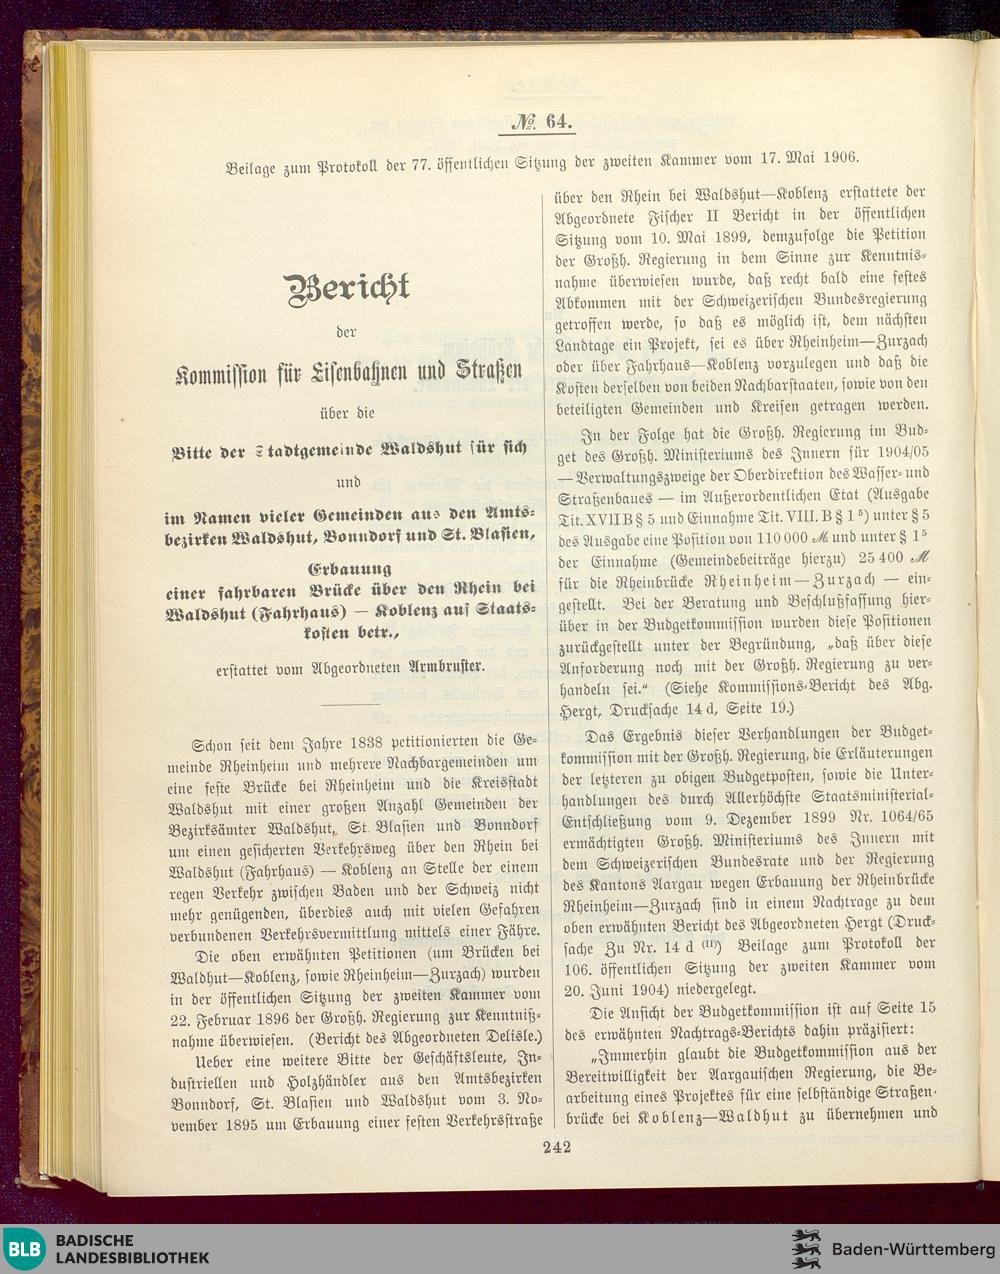 No. 64.
Beilage zum Protokoll der 77. öffentlichen Sitzung der zweiten Kammer vom 17. Mai 1906.
Bericht
der
Kommission für Eisenbahnen und Straßen
über die
Bitte der Stadtgemeinde Waldshut für sich
und
im Namen vieler Gemeinden aus den Amts-
bezirken Waldshut, Bonndorf und St. Blasien,
Erbauung
einer fahrbaren Brücke über den Rhein bei
Waldshut (Fahrhaus) — Koblenz auf Staats-
kosten betr.,
erstattet vom Abgeordneten Armbruster.
Schon seit dem Jahre 1838 petitionierten die Ge-
meinde Rheinheim und mehrere Nachbargemeinden um
eine feste Brücke bei Rheinheim und die Kreisstadt
Waldshut mit einer großen Anzahl Gemeinden der
Bezirksämter Waldshut, St. Blasien und Bonndorf
um einen gesicherten Verkehrsweg über den Rhein bei
Waldshut (Fahrhaus) — Koblenz an Stelle der einem
regen Verkehr zwischen Baden und der Schweiz nicht
mehr genügenden, überdies auch mit vielen Gefahren
verbundenen Verkehrsvermittlung mittels einer Fähre.
Die oben erwähnten Petitionen (um Brücken bei
Waldhut—Koblenz, sowie Rheinheim—Zurzach) wurden
in der öffentlichen Sitzung der zweiten Kammer vom
22. Februar 1896 der Großh. Regierung zur Kenntniß-
nahme überwiesen. (Bericht des Abgeordneten Delisle.)
Ueber eine weitere Bitte der Geschäftsleute, In-
dustriellen und Holzhändler aus den Amtsbezirken
Bonndorf, St. Blasien und Waldshut vom 3. No-
vember 1895 um Erbauung einer festen Verkehrsstraße
über den Rhein bei Waldshut—Koblenz erstattete der
Abgeordnete Fischer II Bericht in der öffentlichen
Sitzung vom 10. Mai 1899, demzufolge die Petition
der Großh. Regierung in dem Sinne zur Kenntnis-
nahme überwiesen wurde, daß recht bald eine festes
Abkommen mit der Schweizerischen Bundesregierung
getroffen werde, so daß es möglich ist, dem nächsten
Landtage ein Projekt, sei es über Rheinheim—Zurzach
oder über Fahrhaus—Koblenz vorzulegen und daß die
Kosten derselben von beiden Nachbarstaaten, sowie von den
beteiligten Gemeinden und Kreisen getragen werden.
In der Folge hat die Großh. Regierung im Bud-
get des Großh. Ministeriums des Innern für 1904/05
— Verwaltungszweige der Oberdirektion des Wasser- und
Straßenbaues — im Außerordentlichen Etat (Ausgabe
Tit. XVII B § 5 und Einnahme Tit. VIII. B § 1⁵) unter § 5
des Ausgabe eine Position von 110 000 ℳ und unter § 1⁵
der Einnahme (Gemeindebeiträge hierzu) 25 400 ℳ
für die Rheinbrücke Rheinheim—Zurzach — ein-
gestellt. Bei der Beratung und Beschlußfassung hier-
über in der Budgetkommission wurden diese Positionen
zurückgestellt unter der Begründung, „daß über diese
Anforderung noch mit der Großh. Regierung zu ver-
handeln sei.“ (Siehe Kommissions-Bericht des Abg.
Hergt, Drucksache 14 d, Seite 19.)
Das Ergebnis dieser Verhandlungen der Budget-
kommission mit der Großh. Regierung, die Erläuterungen
der letzteren zu obigen Budgetposten, sowie die Unter-
handlungen des durch Allerhöchste Staatsministerial-
Entschließung vom 9. Dezember 1899 Nr. 1064/65
ermächtigten Großh. Ministeriums des Innern mit
dem Schweizerischen Bundesrate und der Regierung
des Kantons Aargau wegen Erbauung der Rheinbrücke
Rheinheim—Zurzach sind in einem Nachtrage zu dem
oben erwähnten Bericht des Abgeordneten Hergt (Druck-
sache Zu Nr. 14 d (II) Beilage zum Protokoll der
106. öffentlichen Sitzung der zweiten Kammer vom
20. Juni 1904) niedergelegt.
Die Ansicht der Budgetkommission ist auf Seite 15
des erwähnten Nachtrags-Berichts dahin präzisiert:
„Immerhin glaubt die Budgetkommission aus der
Bereitwilligkeit der Aargauischen Regierung, die Be-
arbeitung eines Projektes für eine selbständige Straßen-
brücke bei Koblenz—Waldhut zu übernehmen und
242
BLB BADISCHE
LANDESBIBLIOTHEK
Baden-Württemberg